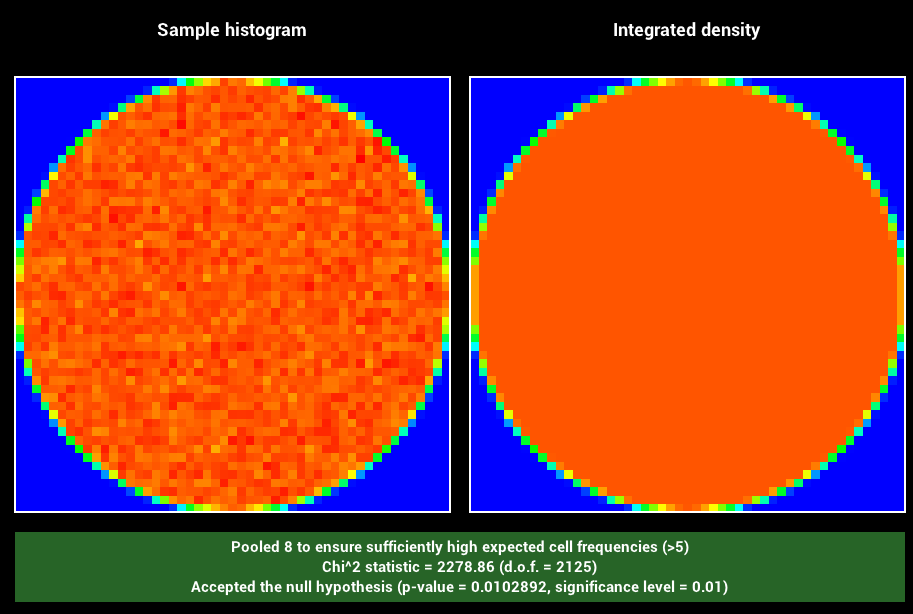 Sample histogram
Integrated density
Pooled 8 to ensure sufficiently high expected cell frequencies (>5)
Chi^2 statistic = 2278.86 (d.o.f. = 2125)
Accepted the null hypothesis (p-value = 0.0102892, significance level = 0.01)